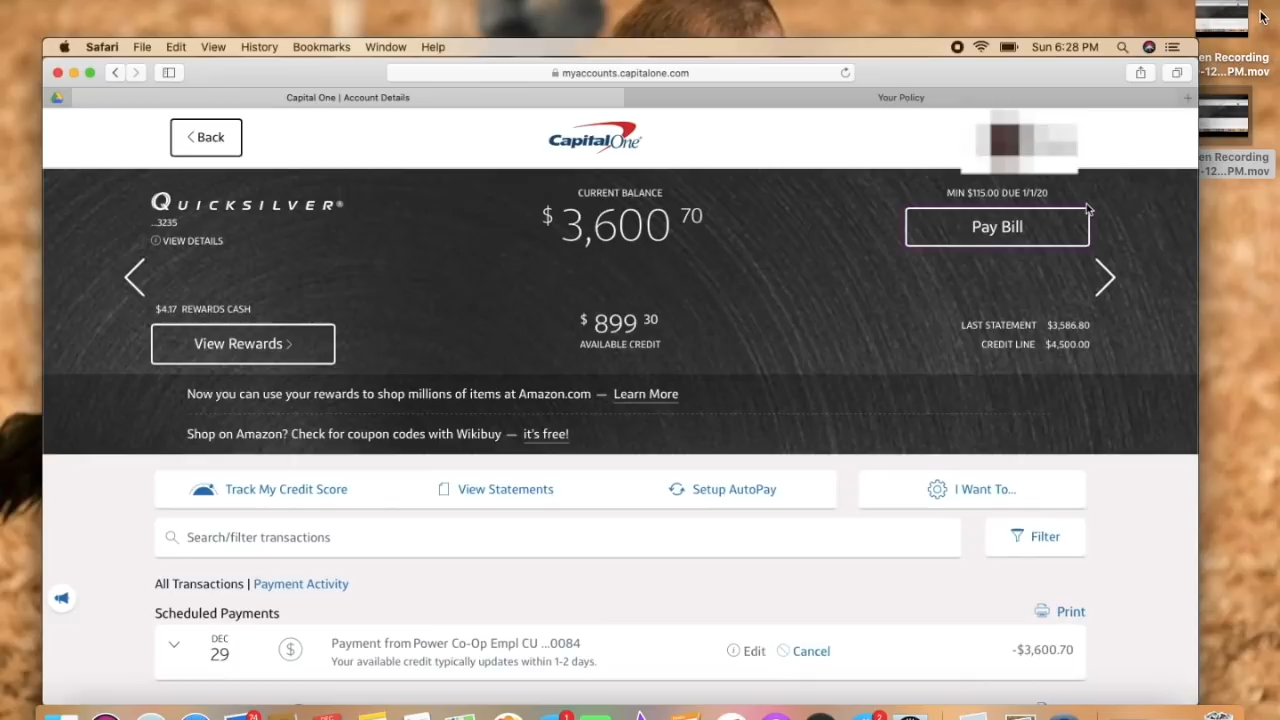 Safari File Edit View History Bookmarks Window Help Sun 6:28 PM
en Recording
-12...PM.mov
myaccounts.capitalone.com
Capital One | Account Details Your Policy
Back
Capital One
en Recording
-12...PM.mov
QUICKSILVER®
...3235
VIEW DETAILS
CURRENT BALANCE
$3,600 70
MIN $115.00 DUE 1/1/20
Pay Bill
$4.17 REWARDS CASH
View Rewards
$899 30
AVAILABLE CREDIT
LAST STATEMENT $3,586.80
CREDIT LINE $4,500.00
Now you can use your rewards to shop millions of items at Amazon.com — Learn More
Shop on Amazon? Check for coupon codes with Wikibuy — it's free!
Track My Credit Score View Statements Setup AutoPay I Want To...
Search/filter transactions Filter
All Transactions | Payment Activity
Scheduled Payments Print
DEC
29
Payment from Power Co-Op Empl CU ...0084
Your available credit typically updates within 1-2 days.
Edit Cancel -$3,600.70